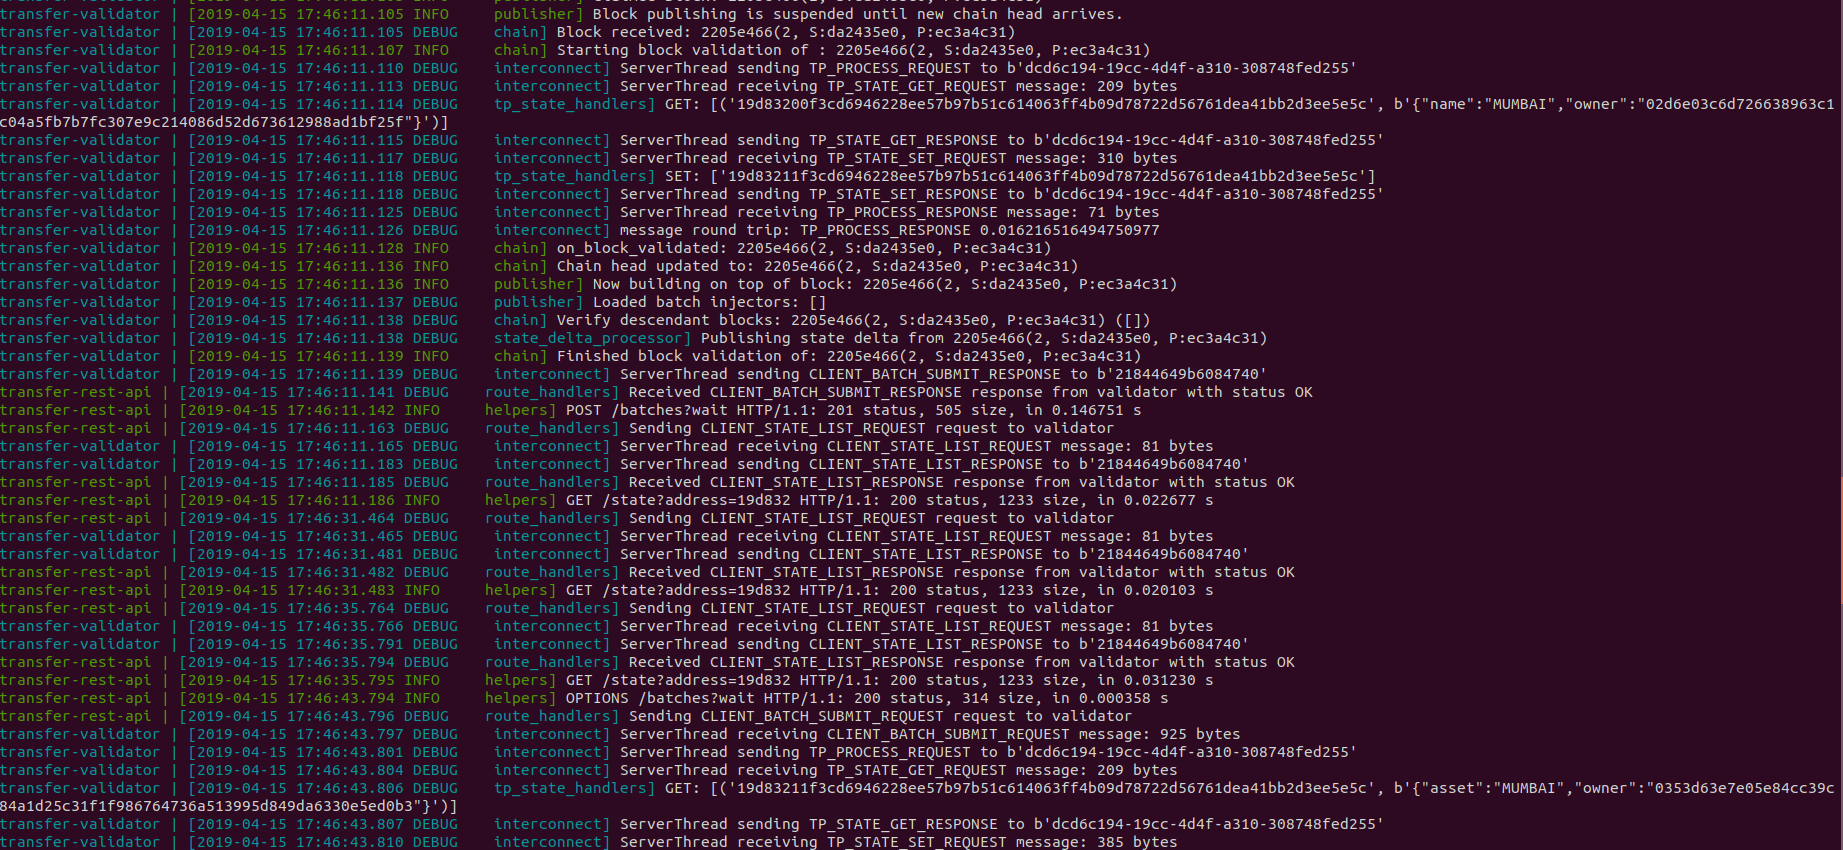 transfer-validator | [2019-04-15 17:46:11.105 INFO     publisher] Block publishing is suspended until new chain head arrives.
transfer-validator | [2019-04-15 17:46:11.105 DEBUG    chain] Block received: 2205e466(2, S:da2435e0, P:ec3a4c31)
transfer-validator | [2019-04-15 17:46:11.107 INFO     chain] Starting block validation of : 2205e466(2, S:da2435e0, P:ec3a4c31)
transfer-validator | [2019-04-15 17:46:11.110 DEBUG    interconnect] ServerThread sending TP_PROCESS_REQUEST to b'dcd6c194-19cc-4d4f-a310-308748fed255'
transfer-validator | [2019-04-15 17:46:11.113 DEBUG    interconnect] ServerThread receiving TP_STATE_GET_REQUEST message: 209 bytes
transfer-validator | [2019-04-15 17:46:11.114 DEBUG    tp_state_handlers] GET: [('19d83200f3cd6946228ee57b97b51c614063ff4b09d78722d56761dea41bb2d3ee5e5c', b'{"name":"MUMBAI","owner":"02d6e03c6d726638963c1
c04a5fb7b7fc307e9c214086d52d673612988ad1bf25f"}')]
transfer-validator | [2019-04-15 17:46:11.115 DEBUG    interconnect] ServerThread sending TP_STATE_GET_RESPONSE to b'dcd6c194-19cc-4d4f-a310-308748fed255'
transfer-validator | [2019-04-15 17:46:11.117 DEBUG    interconnect] ServerThread receiving TP_STATE_SET_REQUEST message: 310 bytes
transfer-validator | [2019-04-15 17:46:11.118 DEBUG    tp_state_handlers] SET: ['19d83211f3cd6946228ee57b97b51c614063ff4b09d78722d56761dea41bb2d3ee5e5c']
transfer-validator | [2019-04-15 17:46:11.118 DEBUG    interconnect] ServerThread sending TP_STATE_SET_RESPONSE to b'dcd6c194-19cc-4d4f-a310-308748fed255'
transfer-validator | [2019-04-15 17:46:11.125 DEBUG    interconnect] ServerThread receiving TP_PROCESS_RESPONSE message: 71 bytes
transfer-validator | [2019-04-15 17:46:11.126 DEBUG    interconnect] message round trip: TP_PROCESS_RESPONSE 0.016216516494750977
transfer-validator | [2019-04-15 17:46:11.128 INFO     chain] on_block_validated: 2205e466(2, S:da2435e0, P:ec3a4c31)
transfer-validator | [2019-04-15 17:46:11.136 INFO     chain] Chain head updated to: 2205e466(2, S:da2435e0, P:ec3a4c31)
transfer-validator | [2019-04-15 17:46:11.136 INFO     publisher] Now building on top of block: 2205e466(2, S:da2435e0, P:ec3a4c31)
transfer-validator | [2019-04-15 17:46:11.137 DEBUG    publisher] Loaded batch injectors: []
transfer-validator | [2019-04-15 17:46:11.138 DEBUG    chain] Verify descendant blocks: 2205e466(2, S:da2435e0, P:ec3a4c31) ([])
transfer-validator | [2019-04-15 17:46:11.138 DEBUG    state_delta_processor] Publishing state delta from 2205e466(2, S:da2435e0, P:ec3a4c31)
transfer-validator | [2019-04-15 17:46:11.139 INFO     chain] Finished block validation of: 2205e466(2, S:da2435e0, P:ec3a4c31)
transfer-validator | [2019-04-15 17:46:11.139 DEBUG    interconnect] ServerThread sending CLIENT_BATCH_SUBMIT_RESPONSE to b'21844649b6084740'
transfer-rest-api | [2019-04-15 17:46:11.141 DEBUG    route_handlers] Received CLIENT_BATCH_SUBMIT_RESPONSE response from validator with status OK
transfer-rest-api | [2019-04-15 17:46:11.142 INFO     helpers] POST /batches?wait HTTP/1.1: 201 status, 505 size, in 0.146751 s
transfer-rest-api | [2019-04-15 17:46:11.163 DEBUG    route_handlers] Sending CLIENT_STATE_LIST_REQUEST request to validator
transfer-validator | [2019-04-15 17:46:11.165 DEBUG    interconnect] ServerThread receiving CLIENT_STATE_LIST_REQUEST message: 81 bytes
transfer-validator | [2019-04-15 17:46:11.183 DEBUG    interconnect] ServerThread sending CLIENT_STATE_LIST_RESPONSE to b'21844649b6084740'
transfer-rest-api | [2019-04-15 17:46:11.185 DEBUG    route_handlers] Received CLIENT_STATE_LIST_RESPONSE response from validator with status OK
transfer-rest-api | [2019-04-15 17:46:11.186 INFO     helpers] GET /state?address=19d832 HTTP/1.1: 200 status, 1233 size, in 0.022677 s
transfer-rest-api | [2019-04-15 17:46:31.464 DEBUG    route_handlers] Sending CLIENT_STATE_LIST_REQUEST request to validator
transfer-validator | [2019-04-15 17:46:31.465 DEBUG    interconnect] ServerThread receiving CLIENT_STATE_LIST_REQUEST message: 81 bytes
transfer-validator | [2019-04-15 17:46:31.481 DEBUG    interconnect] ServerThread sending CLIENT_STATE_LIST_RESPONSE to b'21844649b6084740'
transfer-rest-api | [2019-04-15 17:46:31.482 DEBUG    route_handlers] Received CLIENT_STATE_LIST_RESPONSE response from validator with status OK
transfer-rest-api | [2019-04-15 17:46:31.483 INFO     helpers] GET /state?address=19d832 HTTP/1.1: 200 status, 1233 size, in 0.020103 s
transfer-rest-api | [2019-04-15 17:46:35.764 DEBUG    route_handlers] Sending CLIENT_STATE_LIST_REQUEST request to validator
transfer-validator | [2019-04-15 17:46:35.766 DEBUG    interconnect] ServerThread receiving CLIENT_STATE_LIST_REQUEST message: 81 bytes
transfer-validator | [2019-04-15 17:46:35.791 DEBUG    interconnect] ServerThread sending CLIENT_STATE_LIST_RESPONSE to b'21844649b6084740'
transfer-rest-api | [2019-04-15 17:46:35.794 DEBUG    route_handlers] Received CLIENT_STATE_LIST_RESPONSE response from validator with status OK
transfer-rest-api | [2019-04-15 17:46:35.795 INFO     helpers] GET /state?address=19d832 HTTP/1.1: 200 status, 1233 size, in 0.031230 s
transfer-rest-api | [2019-04-15 17:46:43.794 INFO     helpers] OPTIONS /batches?wait HTTP/1.1: 200 status, 314 size, in 0.000358 s
transfer-rest-api | [2019-04-15 17:46:43.796 DEBUG    route_handlers] Sending CLIENT_BATCH_SUBMIT_REQUEST request to validator
transfer-validator | [2019-04-15 17:46:43.797 DEBUG    interconnect] ServerThread receiving CLIENT_BATCH_SUBMIT_REQUEST message: 925 bytes
transfer-validator | [2019-04-15 17:46:43.801 DEBUG    interconnect] ServerThread sending TP_PROCESS_REQUEST to b'dcd6c194-19cc-4d4f-a310-308748fed255'
transfer-validator | [2019-04-15 17:46:43.804 DEBUG    interconnect] ServerThread receiving TP_STATE_GET_REQUEST message: 209 bytes
transfer-validator | [2019-04-15 17:46:43.806 DEBUG    tp_state_handlers] GET: [('19d83211f3cd6946228ee57b97b51c614063ff4b09d78722d56761dea41bb2d3ee5e5c', b'{"asset":"MUMBAI","owner":"0353d63e7e05e84cc39c
84a1d25c31f1f986764736a513995d849da6330e5ed0b3"}')]
transfer-validator | [2019-04-15 17:46:43.807 DEBUG    interconnect] ServerThread sending TP_STATE_GET_RESPONSE to b'dcd6c194-19cc-4d4f-a310-308748fed255'
transfer-validator | [2019-04-15 17:46:43.810 DEBUG    interconnect] ServerThread receiving TP_STATE_SET_REQUEST message: 385 bytes